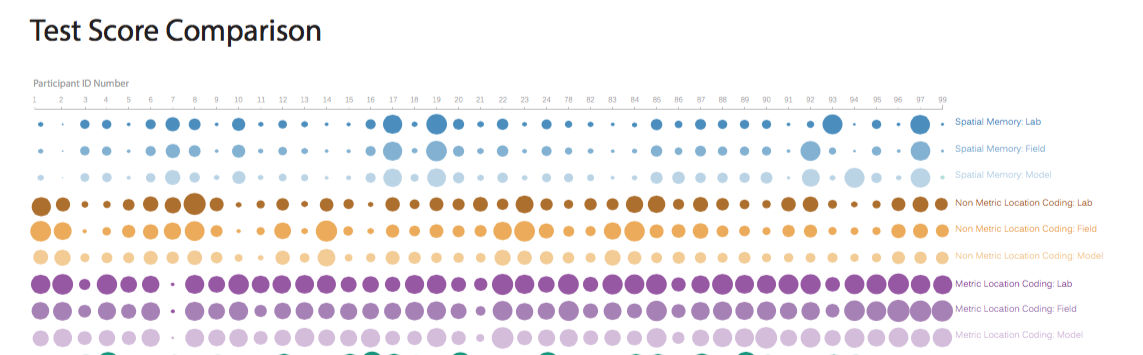 Test Score Comparison
Participant ID Number
1 2 3 4 5 6 7 8 9 10 11 12 13 14 15 16 17 18 19 20 21 22 23 24 78 82 83 84 85 86 87 88 89 90 91 92 93 94 95 96 97 99
Spatial Memory: Lab
Spatial Memory: Field
Spatial Memory: Model
Non Metric Location Coding: Lab
Non Metric Location Coding: Field
Non Metric Location Coding: Model
Metric Location Coding: Lab
Metric Location Coding: Field
Metric Location Coding: Model